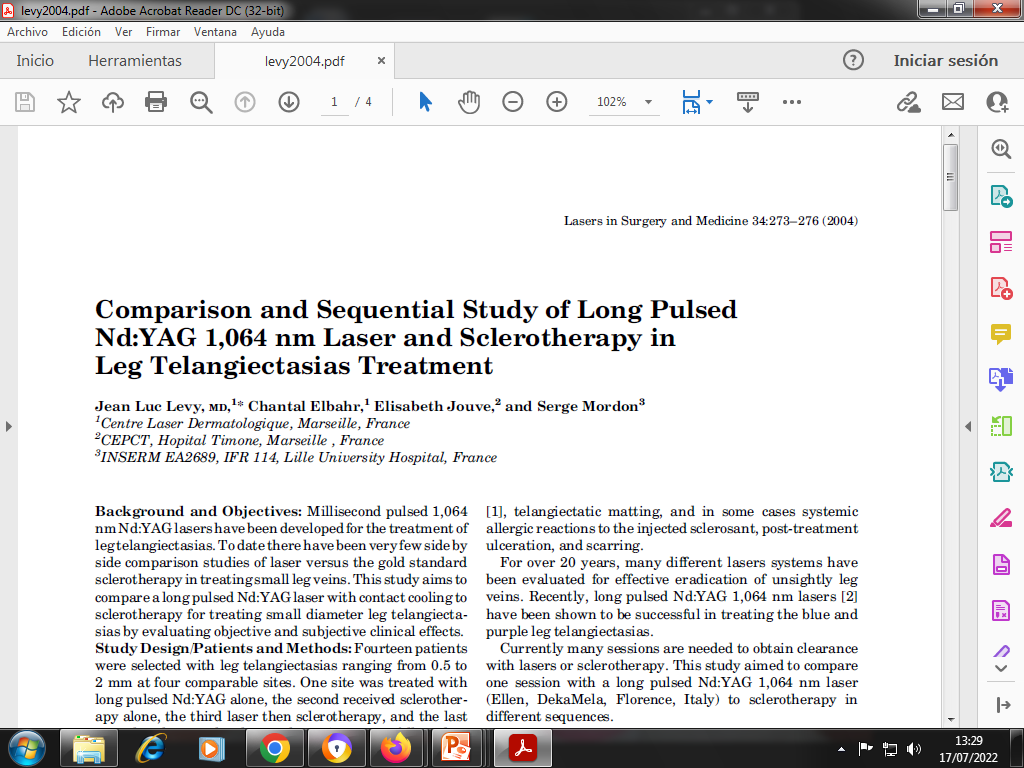 levy2004.pdf - Adobe Acrobat Reader DC (32-bit)
Archivo Edición Ver Firmar Ventana Ayuda
Inicio Herramientas levy2004.pdf × ? Iniciar sesión
1 / 4 102%
Lasers in Surgery and Medicine 34:273–276 (2004)
Comparison and Sequential Study of Long Pulsed
Nd:YAG 1,064 nm Laser and Sclerotherapy in
Leg Telangiectasias Treatment
Jean Luc Levy, MD,1* Chantal Elbahr,1 Elisabeth Jouve,2 and Serge Mordon3
1Centre Laser Dermatologique, Marseille, France
2CEPCT, Hopital Timone, Marseille , France
3INSERM EA2689, IFR 114, Lille University Hospital, France
Background and Objectives: Millisecond pulsed 1,064
nm Nd:YAG lasers have been developed for the treatment of
leg telangiectasias. To date there have been very few side by
side comparison studies of laser versus the gold standard
sclerotherapy in treating small leg veins. This study aims to
compare a long pulsed Nd:YAG laser with contact cooling to
sclerotherapy for treating small diameter leg telangiecta-
sias by evaluating objective and subjective clinical effects.
Study Design/Patients and Methods: Fourteen patients
were selected with leg telangiectasias ranging from 0.5 to
2 mm at four comparable sites. One site was treated with
long pulsed Nd:YAG alone, the second received sclerother-
apy alone, the third laser then sclerotherapy, and the last
[1], telangiectatic matting, and in some cases systemic
allergic reactions to the injected sclerosant, post-treatment
ulceration, and scarring.
For over 20 years, many different lasers systems have
been evaluated for effective eradication of unsightly leg
veins. Recently, long pulsed Nd:YAG 1,064 nm lasers [2]
have been shown to be successful in treating the blue and
purple leg telangiectasias.
Currently many sessions are needed to obtain clearance
with lasers or sclerotherapy. This study aimed to compare
one session with a long pulsed Nd:YAG 1,064 nm laser
(Ellen, DekaMela, Florence, Italy) to sclerotherapy in
different sequences.
13:29
17/07/2022